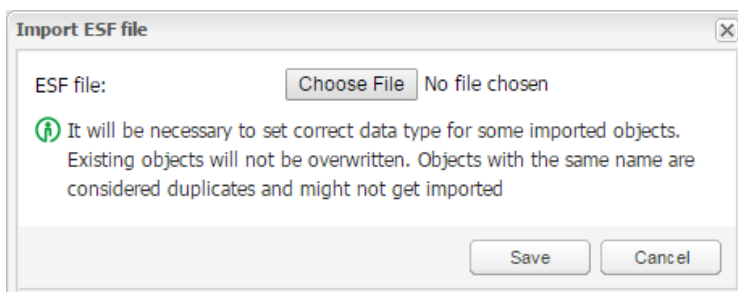 Import ESF file
ESF file: Choose File No file chosen
It will be necessary to set correct data type for some imported objects.
Existing objects will not be overwritten. Objects with the same name are
considered duplicates and might not get imported
Save Cancel